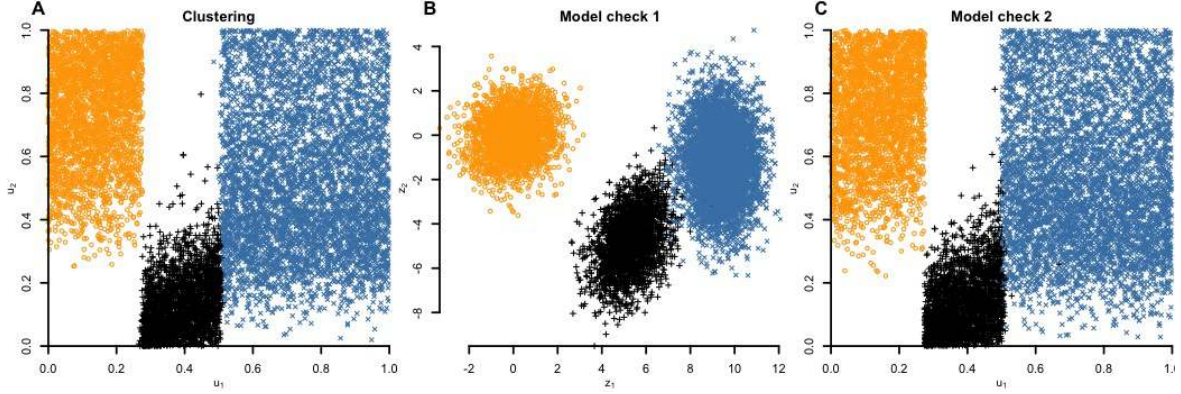 A
Clustering
1.0
0.8
0.6
0.4
0.2
0.0
u₂
0.0 0.2 0.4 0.6 0.8 1.0
u₁
B
Model check 1
4
2
0
-2
-4
-6
-8
z₂
-2 0 2 4 6 8 10 12
z₁
C
Model check 2
1.0
0.8
0.6
0.4
0.2
0.0
u₂
0.0 0.2 0.4 0.6 0.8 1.0
u₁